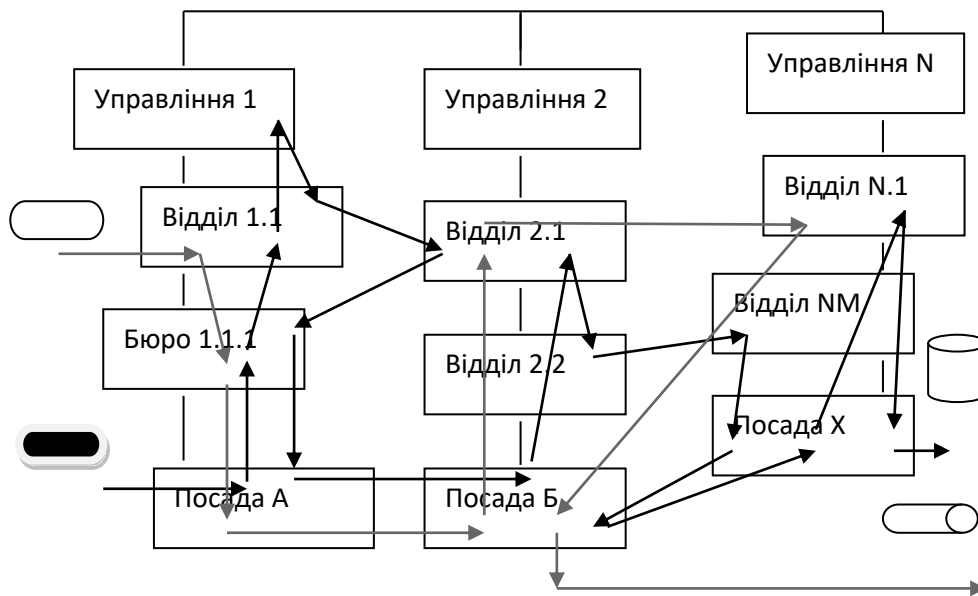 Управління 1
Управління 2
Управління N
Відділ 1.1
Відділ 2.1
Відділ N.1
Бюро 1.1.1
Відділ 2.2
Відділ NM
Посада А
Посада Б
Посада Х